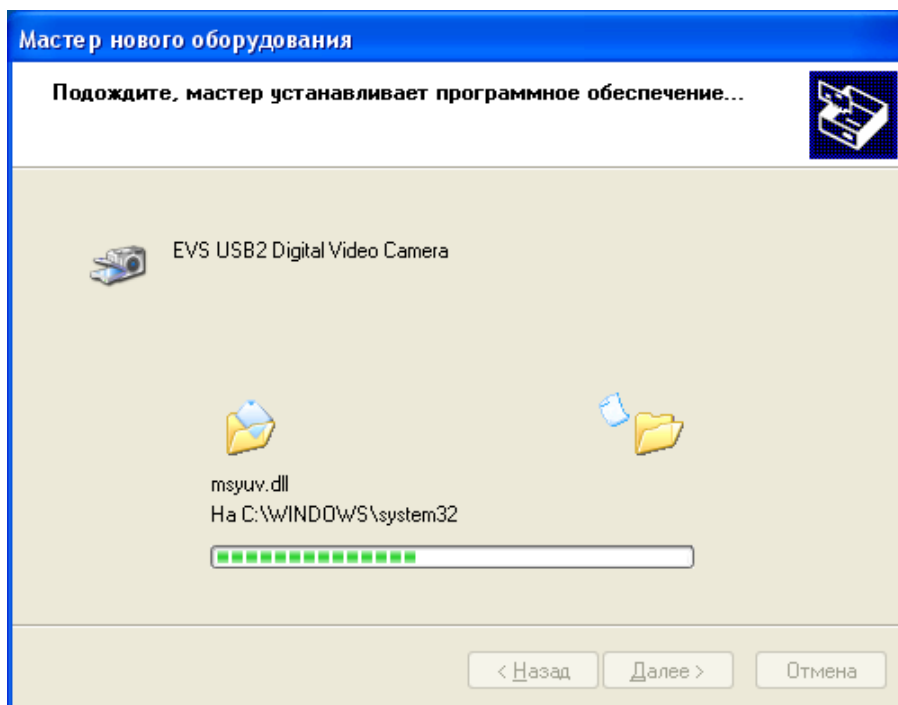 Мастер нового оборудования
Подождите, мастер устанавливает программное обеспечение...
EVS USB2 Digital Video Camera
msyuv.dll
На C:\WINDOWS\system32
< Назад Далее > Отмена